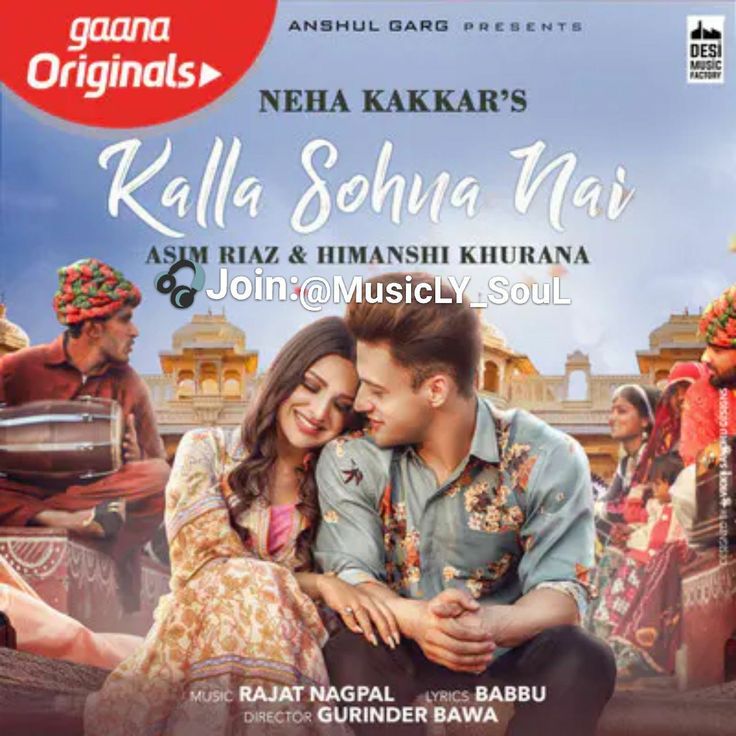 gaana
Originals
ANSHUL GARG PRESENTS
DESI
MUSIC
FACTORY
NEHA KAKKAR'S
Kalla Sohna Nai
ASIM RIAZ & HIMANSHI KHURANA
Join:@MusicLY_SouL
MUSIC RAJAT NAGPAL LYRICS BABBU
DIRECTOR GURINDER BAWA